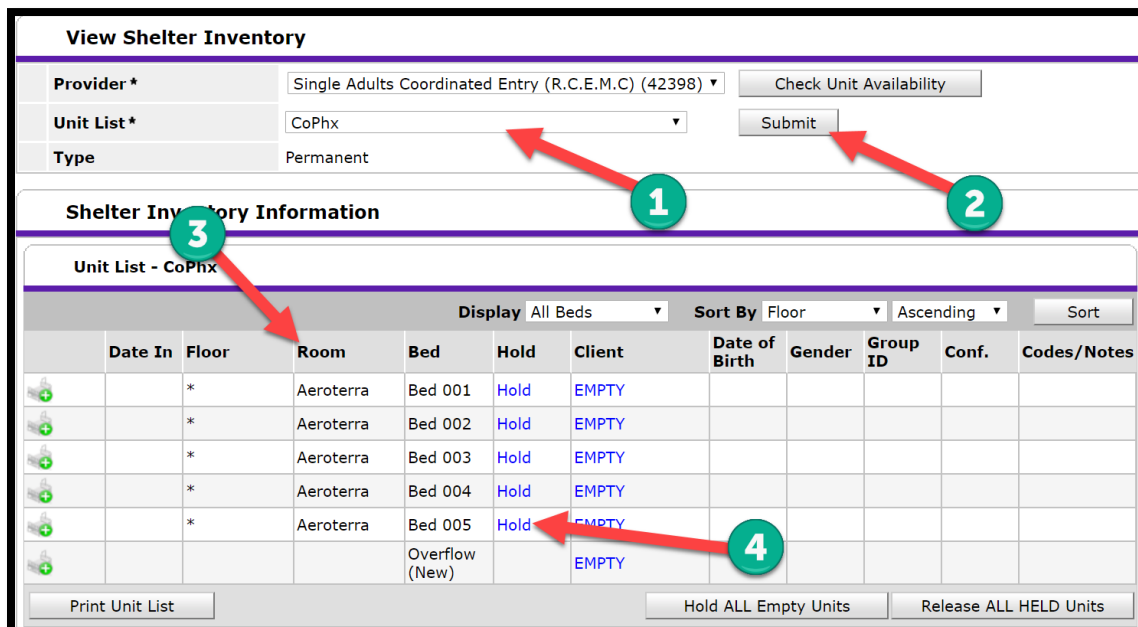 View Shelter Inventory
Provider * Single Adults Coordinated Entry (R.C.E.M.C) (42398) Check Unit Availability
Unit List * CoPhx Submit
Type Permanent
1
2
Shelter Inventory Information
3
Unit List - CoPhx
Display All Beds Sort By Floor Ascending Sort
Date In Floor Room Bed Hold Client Date of Birth Gender Group ID Conf. Codes/Notes
* Aeroterra Bed 001 Hold EMPTY
* Aeroterra Bed 002 Hold EMPTY
* Aeroterra Bed 003 Hold EMPTY
* Aeroterra Bed 004 Hold EMPTY
* Aeroterra Bed 005 Hold EMPTY
4
Overflow (New) EMPTY
Print Unit List Hold ALL Empty Units Release ALL HELD Units